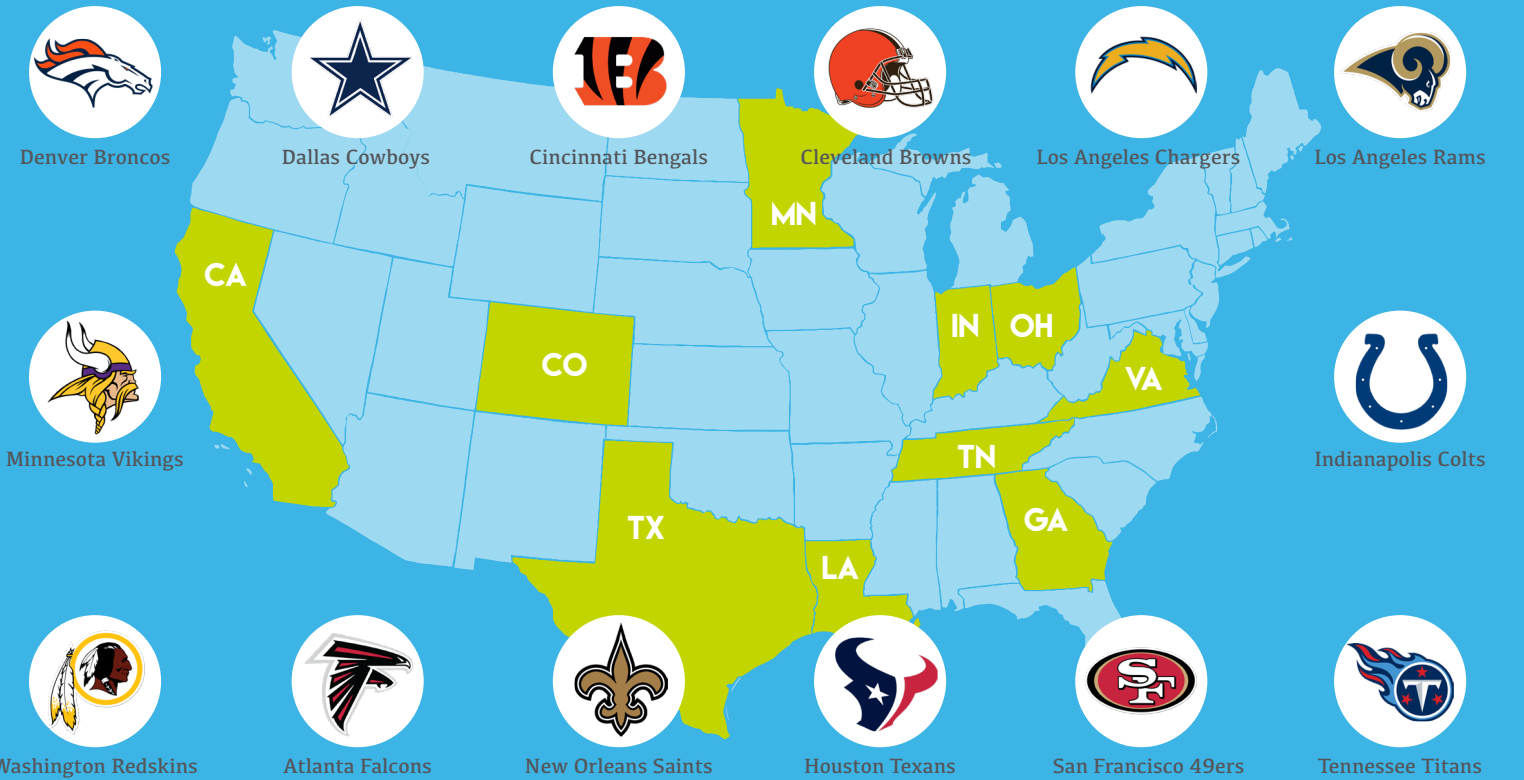 Denver Broncos
Dallas Cowboys
Cincinnati Bengals
Cleveland Browns
Los Angeles Chargers
Los Angeles Rams
MN
CA
IN
OH
CO
VA
Minnesota Vikings
Indianapolis Colts
TN
GA
TX
LA
B
SF
T
Washington Redskins
Atlanta Falcons
New Orleans Saints
Houston Texans
San Francisco 49ers
Tennessee Titans